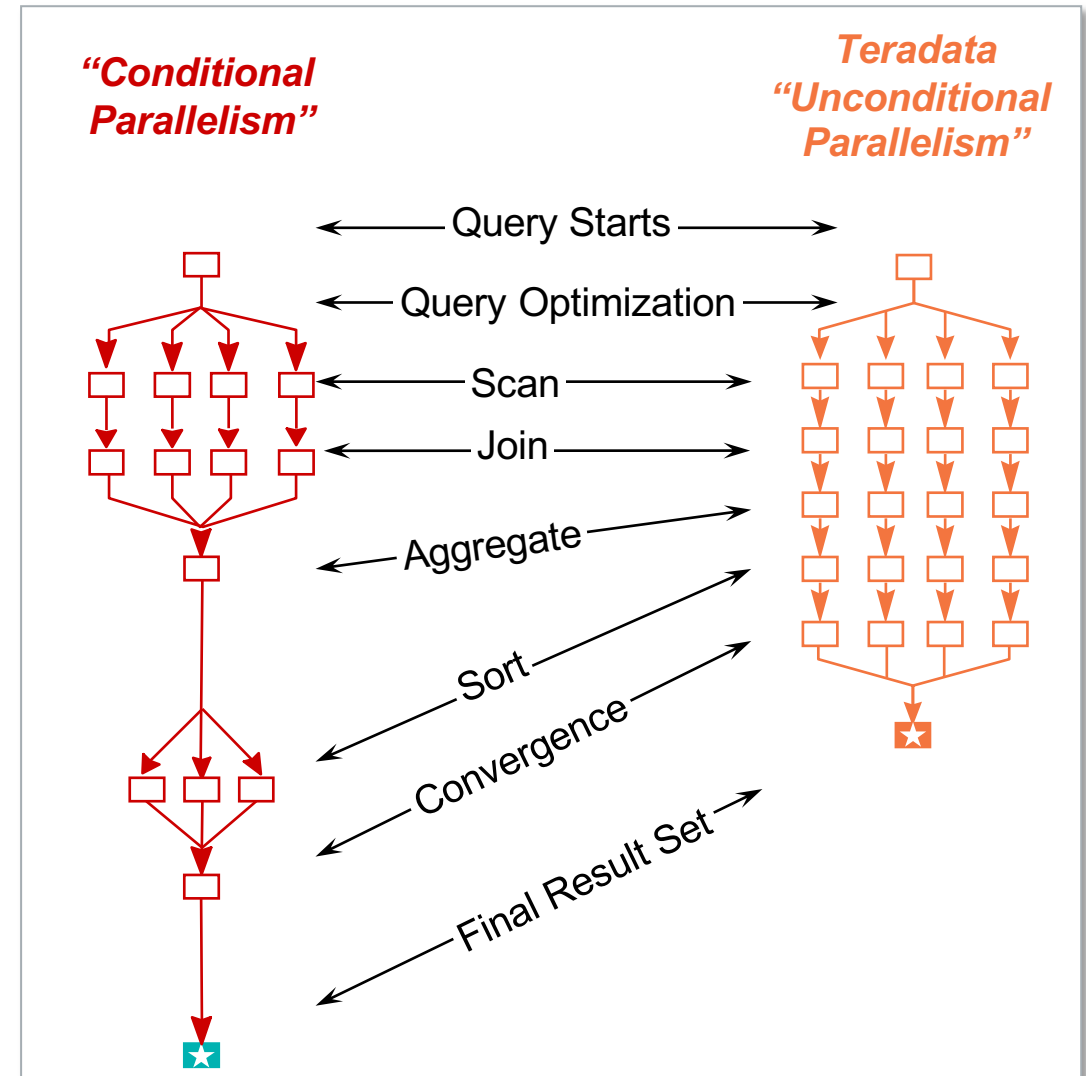 “Conditional
Parallelism”
Teradata
“Unconditional
Parallelism”
Query Starts
Query Optimization
Scan
Join
Aggregate
Sort
Convergence
Final Result Set